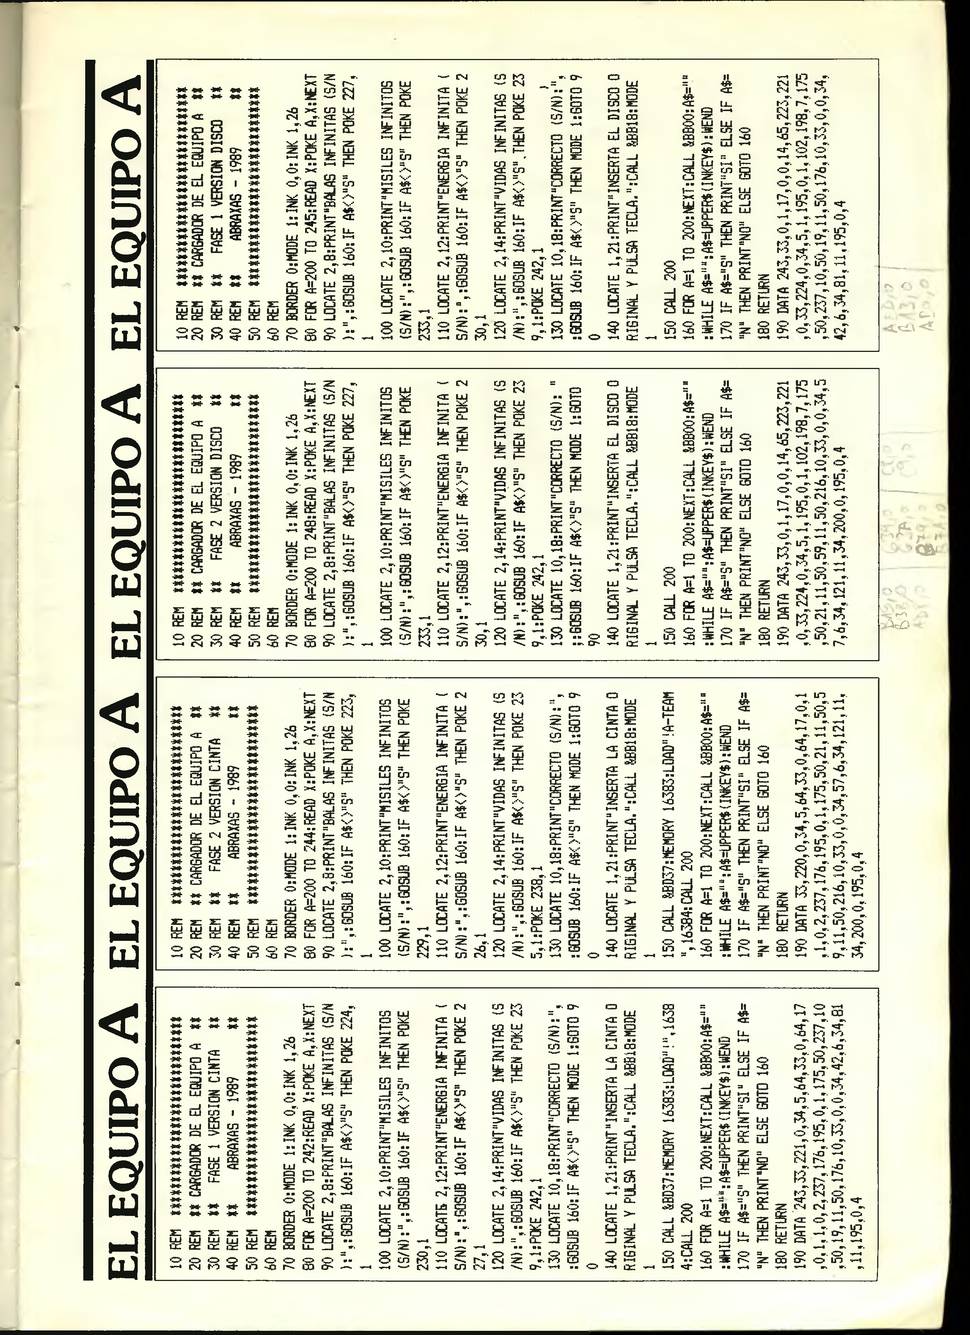 EL EQUIPO A EL EQUIPO A EL EQUIPO A EL EQUIPO A
10 REM **************************
20 REM ** CARGADOR DE EL EQUIPO A **
30 REM ** FASE 1 VERSION CINTA **
40 REM ** ABRAXAS - 1989 **
50 REM **************************
60 REM
70 BORDER 0:MODE 1:INK 0,0:INK 1,26
80 FOR A=200 TO 242:READ X:POKE A,X:NEXT
90 LOCATE 2,8:PRINT"BALAS INFINITAS (S/N
):",:GOSUB 160:IF A$<>"S" THEN POKE 224,
1
100 LOCATE 2,10:PRINT"MISILES INFINITOS
(S/N):",:GOSUB 160:IF A$<>"S" THEN POKE
230,1
110 LOCATE 2,12:PRINT"ENERGIA INFINITA (
S/N):",:GOSUB 160:IF A$<>"S" THEN POKE 2
27,1
120 LOCATE 2,14:PRINT"VIDAS INFINITAS (S
/N):",:GOSUB 160:IF A$<>"S" THEN POKE 23
9,1:POKE 242,1
130 LOCATE 10,18:PRINT"CORRECTO (S/N):",
:GOSUB 160:IF A$<>"S" THEN MODE 1:GOTO 9
0
140 LOCATE 1,21:PRINT"INSERTA LA CINTA O
RIGINAL Y PULSA TECLA.":CALL &BB18:MODE
1
150 CALL &BD37:MEMORY 16383:LOAD"!",1638
4:CALL 200
160 FOR A=1 TO 200:NEXT:CALL &BB00:A$=""
:WHILE A$="":A$=UPPER$(INKEY$):WEND
170 IF A$="S" THEN PRINT"SI" ELSE IF A$=
"N" THEN PRINT"NO" ELSE GOTO 160
180 RETURN
190 DATA 243,33,221,0,34,5,64,33,0,64,17
,0,1,1,0,2,237,176,195,0,1,175,50,237,10
,50,19,11,50,176,10,33,0,0,34,42,6,34,81
,11,195,0,4
10 REM **************************
20 REM ** CARGADOR DE EL EQUIPO A **
30 REM ** FASE 2 VERSION CINTA **
40 REM ** ABRAXAS - 1989 **
50 REM **************************
60 REM
70 BORDER 0:MODE 1:INK 0,0:INK 1,26
80 FOR A=200 TO 244:READ X:POKE A,X:NEXT
90 LOCATE 2,8:PRINT"BALAS INFINITAS (S/N
):",:GOSUB 160:IF A$<>"S" THEN POKE 223,
1
100 LOCATE 2,10:PRINT"MISILES INFINITOS
(S/N):",:GOSUB 160:IF A$<>"S" THEN POKE
229,1
110 LOCATE 2,12:PRINT"ENERGIA INFINITA (
S/N):",:GOSUB 160:IF A$<>"S" THEN POKE 2
26,1
120 LOCATE 2,14:PRINT"VIDAS INFINITAS (S
/N):",:GOSUB 160:IF A$<>"S" THEN POKE 23
5,1:POKE 238,1
130 LOCATE 10,18:PRINT"CORRECTO (S/N):",
:GOSUB 160:IF A$<>"S" THEN MODE 1:GOTO 9
0
140 LOCATE 1,21:PRINT"INSERTA LA CINTA O
RIGINAL Y PULSA TECLA.":CALL &BB18:MODE
1
150 CALL &BD37:MEMORY 16383:LOAD"!A-TEAM
",16384:CALL 200
160 FOR A=1 TO 200:NEXT:CALL &BB00:A$=""
:WHILE A$="":A$=UPPER$(INKEY$):WEND
170 IF A$="S" THEN PRINT"SI" ELSE IF A$=
"N" THEN PRINT"NO" ELSE GOTO 160
180 RETURN
190 DATA 33,220,0,34,5,64,33,0,64,17,0,1
,1,0,2,237,176,195,0,1,175,50,21,11,50,5
9,11,50,216,10,33,0,0,34,57,6,34,121,11,
34,200,0,195,0,4
10 REM **************************
20 REM ** CARGADOR DE EL EQUIPO A **
30 REM ** FASE 2 VERSION DISCO **
40 REM ** ABRAXAS - 1989 **
50 REM **************************
60 REM
70 BORDER 0:MODE 1:INK 0,0:INK 1,26
80 FOR A=200 TO 248:READ X:POKE A,X:NEXT
90 LOCATE 2,8:PRINT"BALAS INFINITAS (S/N
):",:GOSUB 160:IF A$<>"S" THEN POKE 227,
1
100 LOCATE 2,10:PRINT"MISILES INFINITOS
(S/N):",:GOSUB 160:IF A$<>"S" THEN POKE
233,1
110 LOCATE 2,12:PRINT"ENERGIA INFINITA (
S/N):",:GOSUB 160:IF A$<>"S" THEN POKE 2
30,1
120 LOCATE 2,14:PRINT"VIDAS INFINITAS (S
/N):",:GOSUB 160:IF A$<>"S" THEN POKE 23
9,1:POKE 242,1
130 LOCATE 10,18:PRINT"CORRECTO (S/N): "
;:GOSUB 160:IF A$<>"S" THEN MODE 1:GOTO
90
140 LOCATE 1,21:PRINT"INSERTA EL DISCO O
RIGINAL Y PULSA TECLA.":CALL &BB18:MODE
1
150 CALL 200
160 FOR A=1 TO 200:NEXT:CALL &BB00:A$=""
:WHILE A$="":A$=UPPER$(INKEY$):WEND
170 IF A$="S" THEN PRINT"SI" ELSE IF A$=
"N" THEN PRINT"NO" ELSE GOTO 160
180 RETURN
190 DATA 243,33,0,1,17,0,0,14,65,223,221
,0,33,224,0,34,5,1,195,0,1,102,198,7,175
,50,21,11,50,59,11,50,216,10,33,0,0,34,5
7,6,34,121,11,34,200,0,195,0,4
10 REM **************************
20 REM ** CARGADOR DE EL EQUIPO A **
30 REM ** FASE 1 VERSION DISCO **
40 REM ** ABRAXAS - 1989 **
50 REM **************************
60 REM
70 BORDER 0:MODE 1:INK 0,0:INK 1,26
80 FOR A=200 TO 245:READ X:POKE A,X:NEXT
90 LOCATE 2,8:PRINT"BALAS INFINITAS (S/N
):",:GOSUB 160:IF A$<>"S" THEN POKE 227,
1
100 LOCATE 2,10:PRINT"MISILES INFINITOS
(S/N):",:GOSUB 160:IF A$<>"S" THEN POKE
233,1
110 LOCATE 2,12:PRINT"ENERGIA INFINITA (
S/N):",:GOSUB 160:IF A$<>"S" THEN POKE 2
30,1
120 LOCATE 2,14:PRINT"VIDAS INFINITAS (S
/N):",:GOSUB 160:IF A$<>"S" THEN POKE 23
9,1:POKE 242,1
130 LOCATE 10,18:PRINT"CORRECTO (S/N):",
:GOSUB 160:IF A$<>"S" THEN MODE 1:GOTO 9
0
140 LOCATE 1,21:PRINT"INSERTA EL DISCO O
RIGINAL Y PULSA TECLA.":CALL &BB18:MODE
1
150 CALL 200
160 FOR A=1 TO 200:NEXT:CALL &BB00:A$=""
:WHILE A$="":A$=UPPER$(INKEY$):WEND
170 IF A$="S" THEN PRINT"SI" ELSE IF A$=
"N" THEN PRINT"NO" ELSE GOTO 160
180 RETURN
190 DATA 243,33,0,1,17,0,0,14,65,223,221
,0,33,224,0,34,5,1,195,0,1,102,198,7,175
,50,237,10,50,19,11,50,176,10,33,0,0,34,
42,6,34,81,11,195,0,4